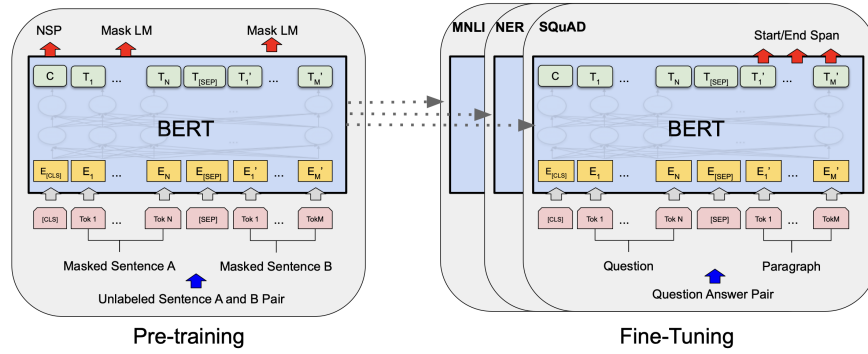 NSP Mask LM Mask LM
C T1 ... TN T[SEP] T1' ... TM'
BERT
E[CLS] E1 ... EN E[SEP] E1' ... EM'
[CLS] Tok 1 ... Tok N [SEP] Tok 1 ... TokM
Masked Sentence A Masked Sentence B
Unlabeled Sentence A and B Pair
Pre-training
MNLI NER SQuAD
Start/End Span
C T1 ... TN T[SEP] T1' ... TM'
BERT
E[CLS] E1 ... EN E[SEP] E1' ... EM'
[CLS] Tok 1 ... Tok N [SEP] Tok 1 ... TokM
Question Paragraph
Question Answer Pair
Fine-Tuning